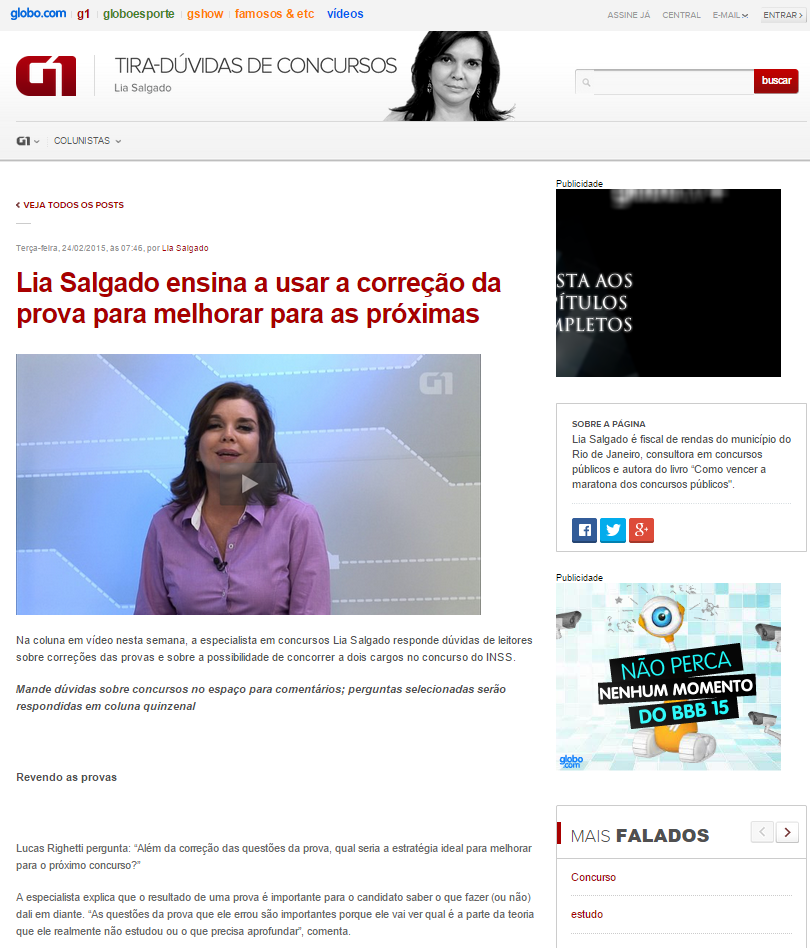 globo.com g1 globoesporte gshow famosos & etc vídeos
ASSINE JÁ CENTRAL E-MAIL ENTRAR
G1
TIRA-DÚVIDAS DE CONCURSOS
Lia Salgado
buscar
G1 COLUNISTAS
VEJA TODOS OS POSTS
Terça-feira, 24/02/2015, às 07:46, por Lia Salgado
Lia Salgado ensina a usar a correção da
prova para melhorar para as próximas
G1
Na coluna em vídeo nesta semana, a especialista em concursos Lia Salgado responde dúvidas de leitores
sobre correções das provas e sobre a possibilidade de concorrer a dois cargos no concurso do INSS.
Mande dúvidas sobre concursos no espaço para comentários; perguntas selecionadas serão
respondidas em coluna quinzenal
Revendo as provas
Lucas Righetti pergunta: “Além da correção das questões da prova, qual seria a estratégia ideal para melhorar
para o próximo concurso?”
A especialista explica que o resultado de uma prova é importante para o candidato saber o que fazer (ou não)
dali em diante. “As questões da prova que ele errou são importantes porque ele vai ver qual é a parte da teoria
que ele realmente não estudou ou o que precisa aprofundar”, comenta.
Publicidade
STA AOS
PÍTULOS
MPLETOS
SOBRE A PÁGINA
Lia Salgado é fiscal de rendas do município do
Rio de Janeiro, consultora em concursos
públicos e autora do livro “Como vencer a
maratona dos concursos públicos".
Publicidade
NÃO PERCA
NENHUM MOMENTO
DO BBB 15
globo
.com
MAIS FALADOS
Concurso
estudo